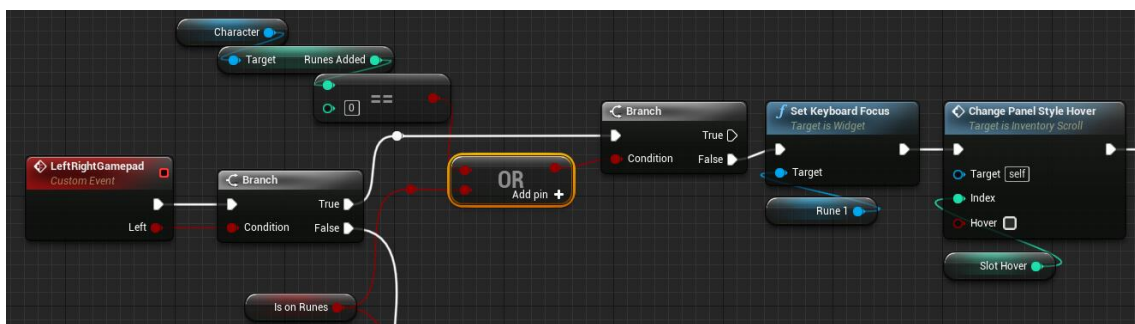 Character
Target Runes Added
0 ==
Branch
True
Condition False
f Set Keyboard Focus
Target is Widget
Target
Rune 1
Change Panel Style Hover
Target is Inventory Scroll
Target self
Index
Hover
Slot Hover
OR
Add pin +
LeftRightGamepad
Custom Event
Left
Branch
True
Condition False
Is on Runes